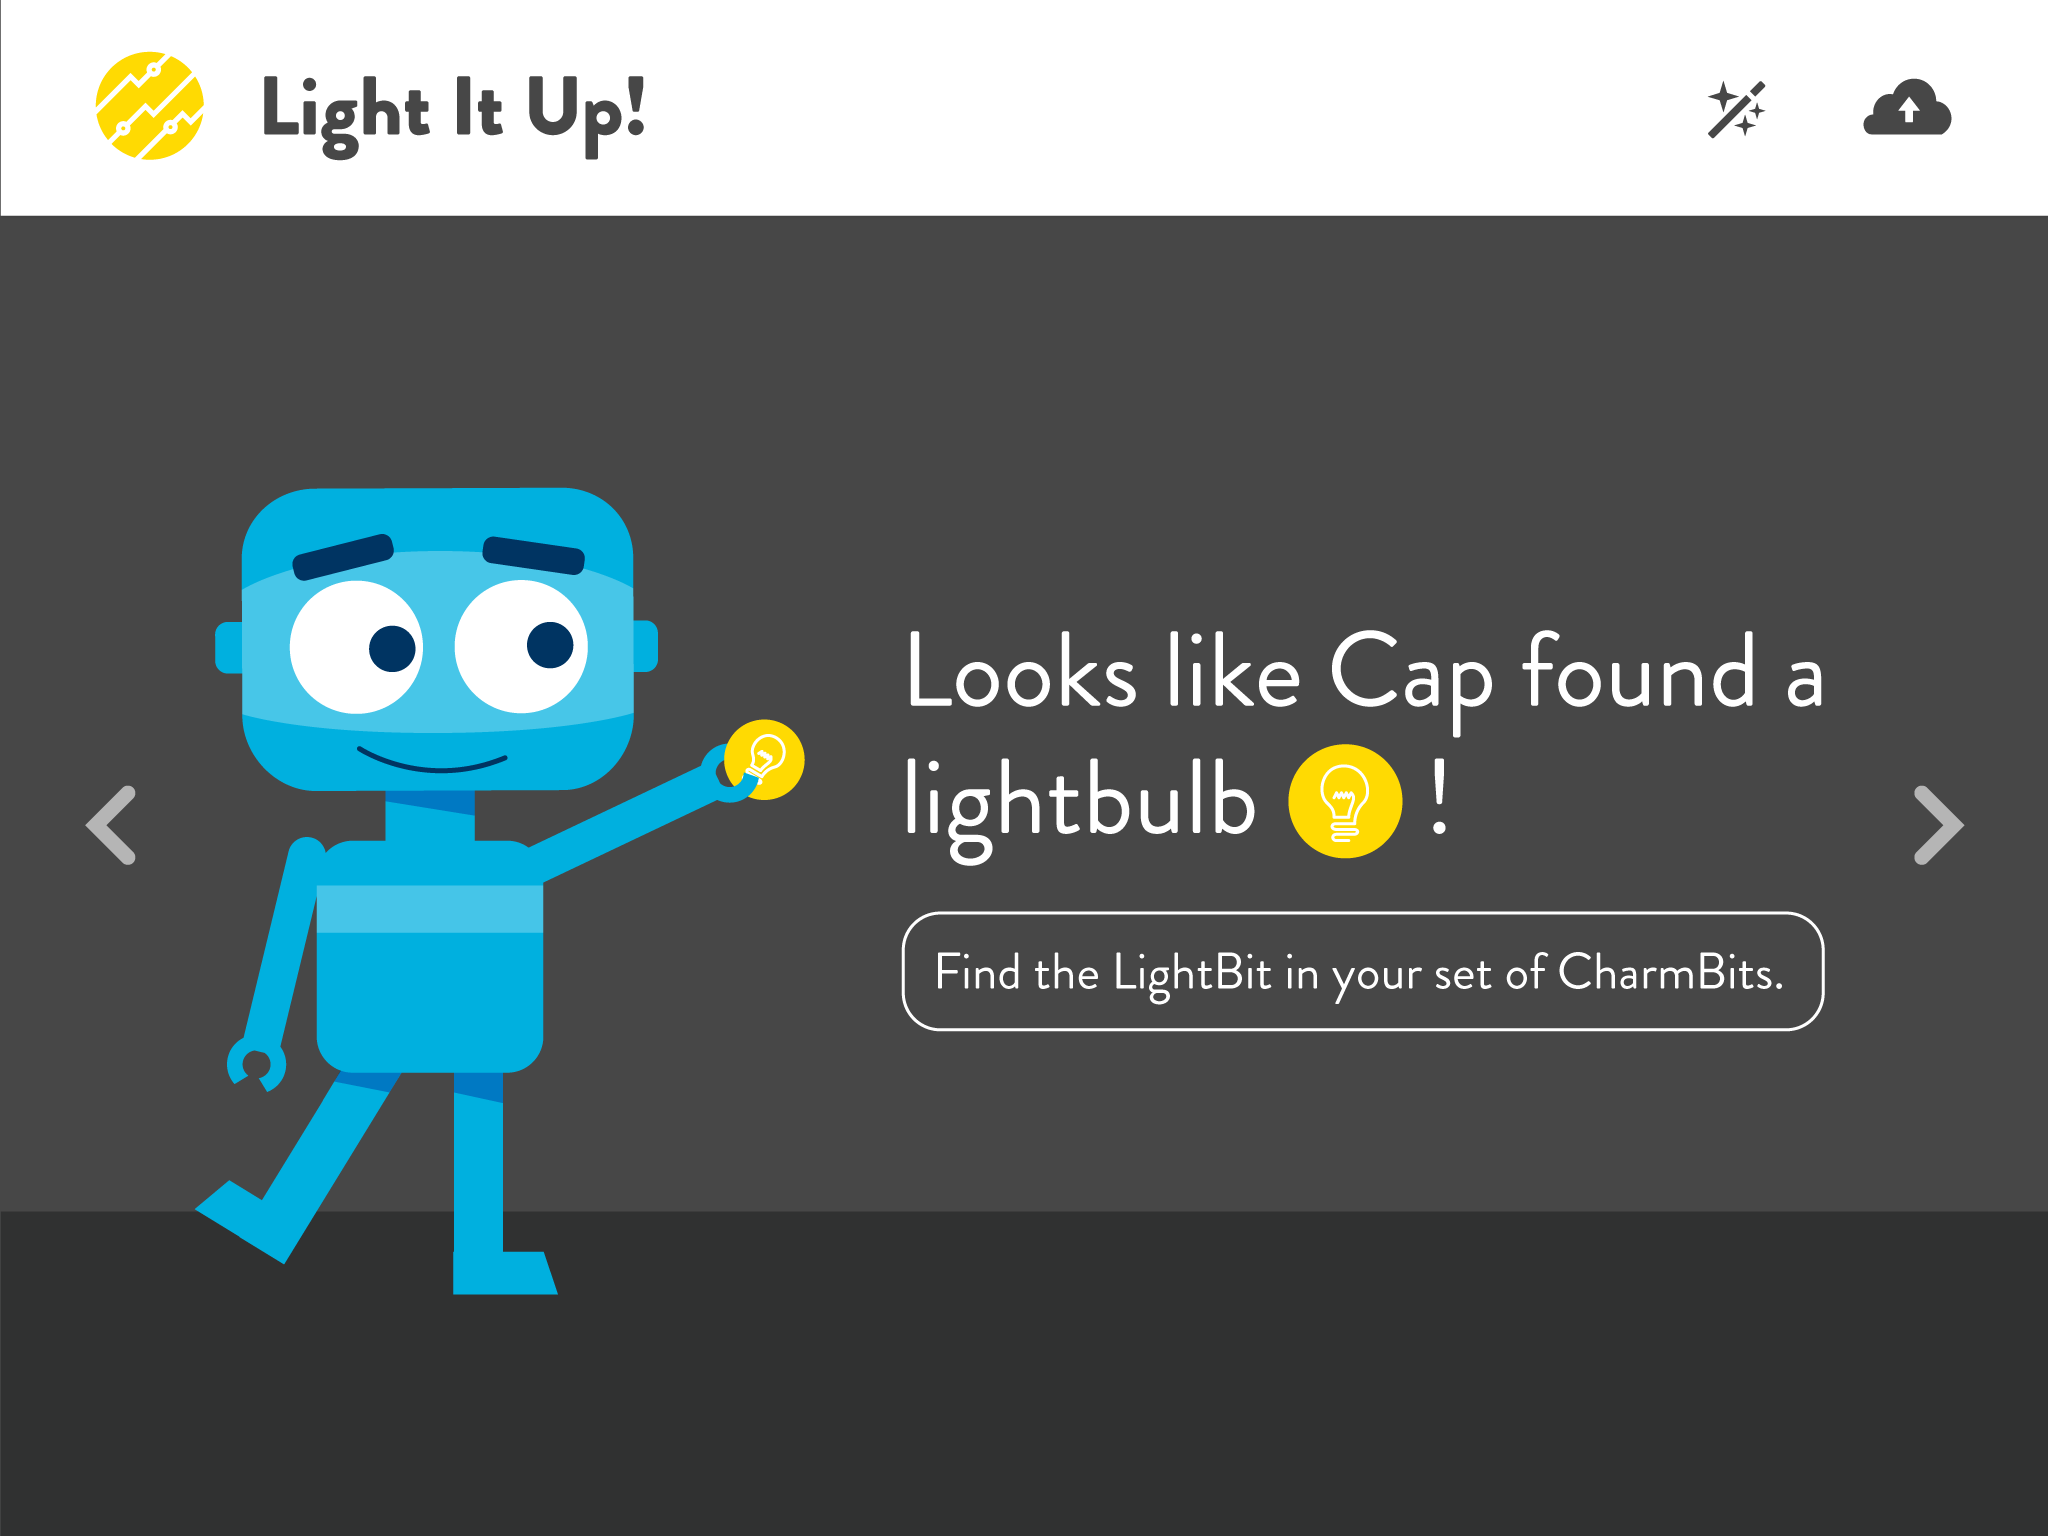 Light It Up!
Looks like Cap found a
lightbulb !
Find the LightBit in your set of CharmBits.